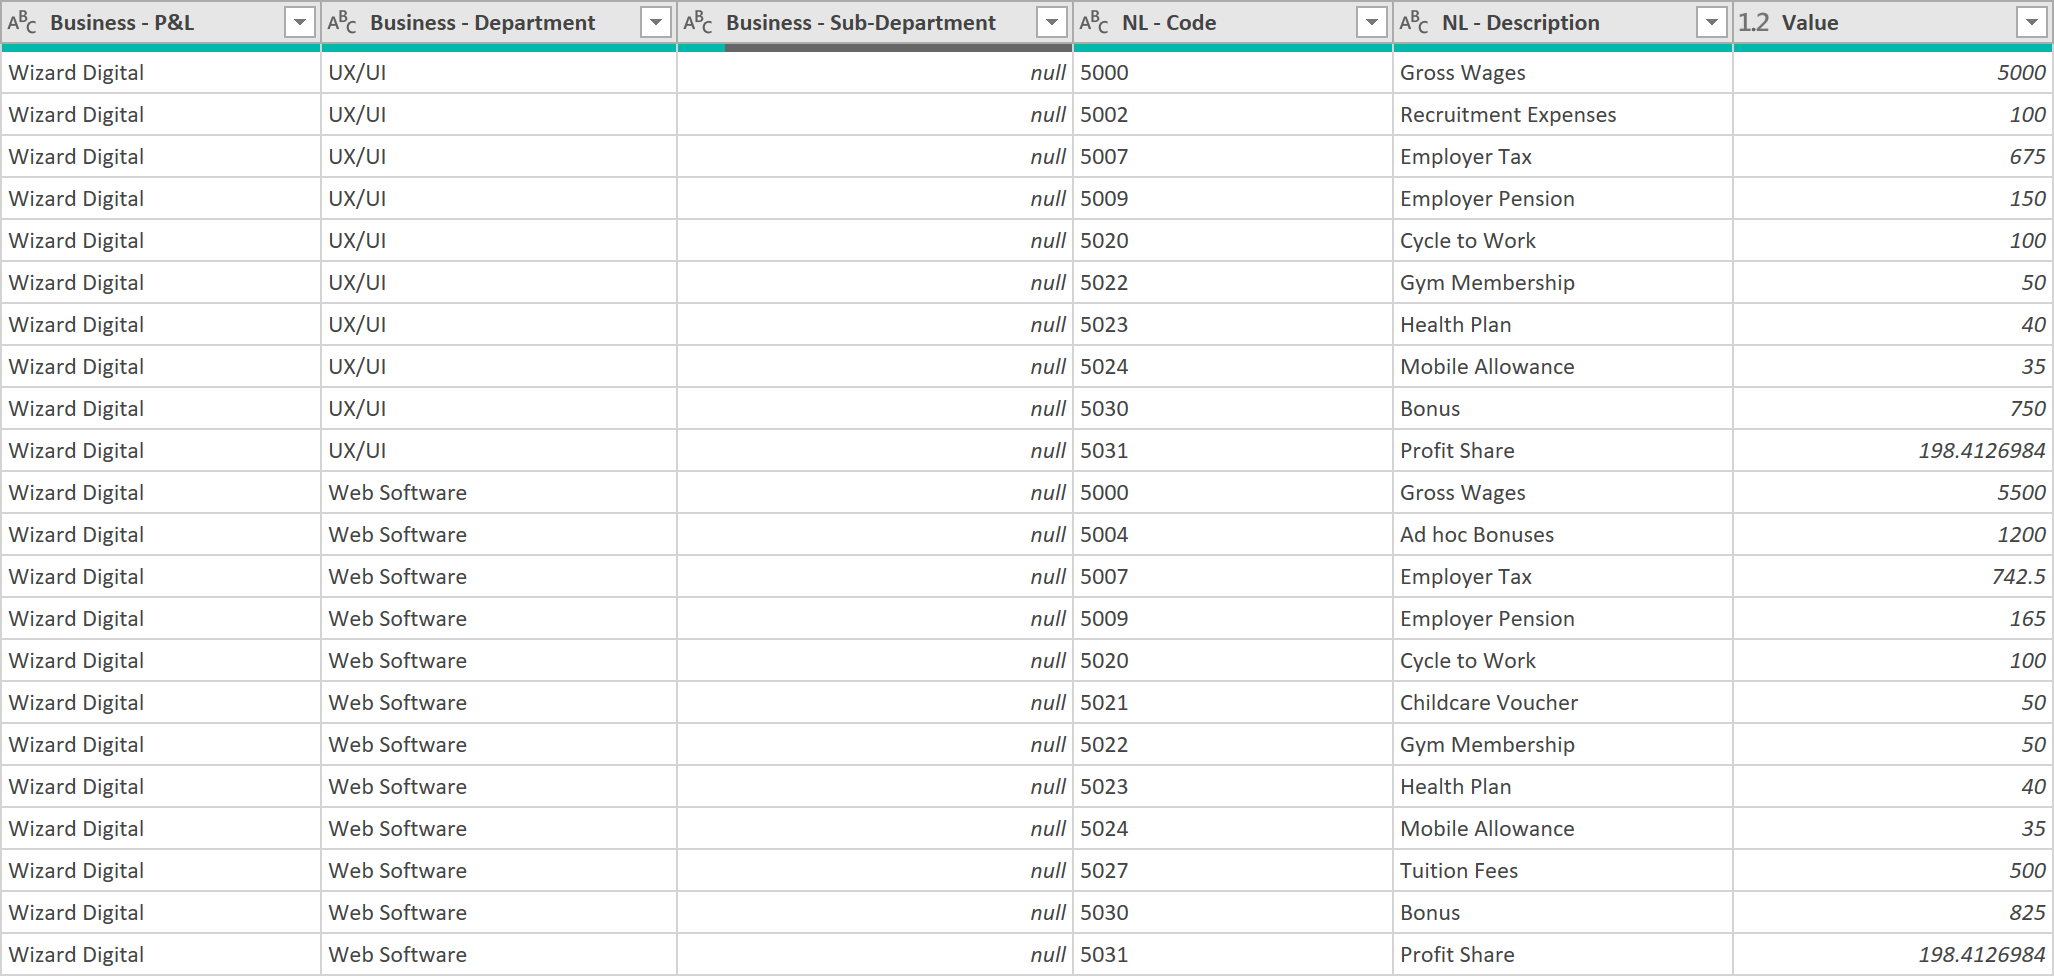 ABC Business - P&L ABC Business - Department ABC Business - Sub-Department ABC NL - Code ABC NL - Description 1.2 Value
Wizard Digital UX/UI null 5000 Gross Wages 5000
Wizard Digital UX/UI null 5002 Recruitment Expenses 100
Wizard Digital UX/UI null 5007 Employer Tax 675
Wizard Digital UX/UI null 5009 Employer Pension 150
Wizard Digital UX/UI null 5020 Cycle to Work 100
Wizard Digital UX/UI null 5022 Gym Membership 50
Wizard Digital UX/UI null 5023 Health Plan 40
Wizard Digital UX/UI null 5024 Mobile Allowance 35
Wizard Digital UX/UI null 5030 Bonus 750
Wizard Digital UX/UI null 5031 Profit Share 198.4126984
Wizard Digital Web Software null 5000 Gross Wages 5500
Wizard Digital Web Software null 5004 Ad hoc Bonuses 1200
Wizard Digital Web Software null 5007 Employer Tax 742.5
Wizard Digital Web Software null 5009 Employer Pension 165
Wizard Digital Web Software null 5020 Cycle to Work 100
Wizard Digital Web Software null 5021 Childcare Voucher 50
Wizard Digital Web Software null 5022 Gym Membership 50
Wizard Digital Web Software null 5023 Health Plan 40
Wizard Digital Web Software null 5024 Mobile Allowance 35
Wizard Digital Web Software null 5027 Tuition Fees 500
Wizard Digital Web Software null 5030 Bonus 825
Wizard Digital Web Software null 5031 Profit Share 198.4126984